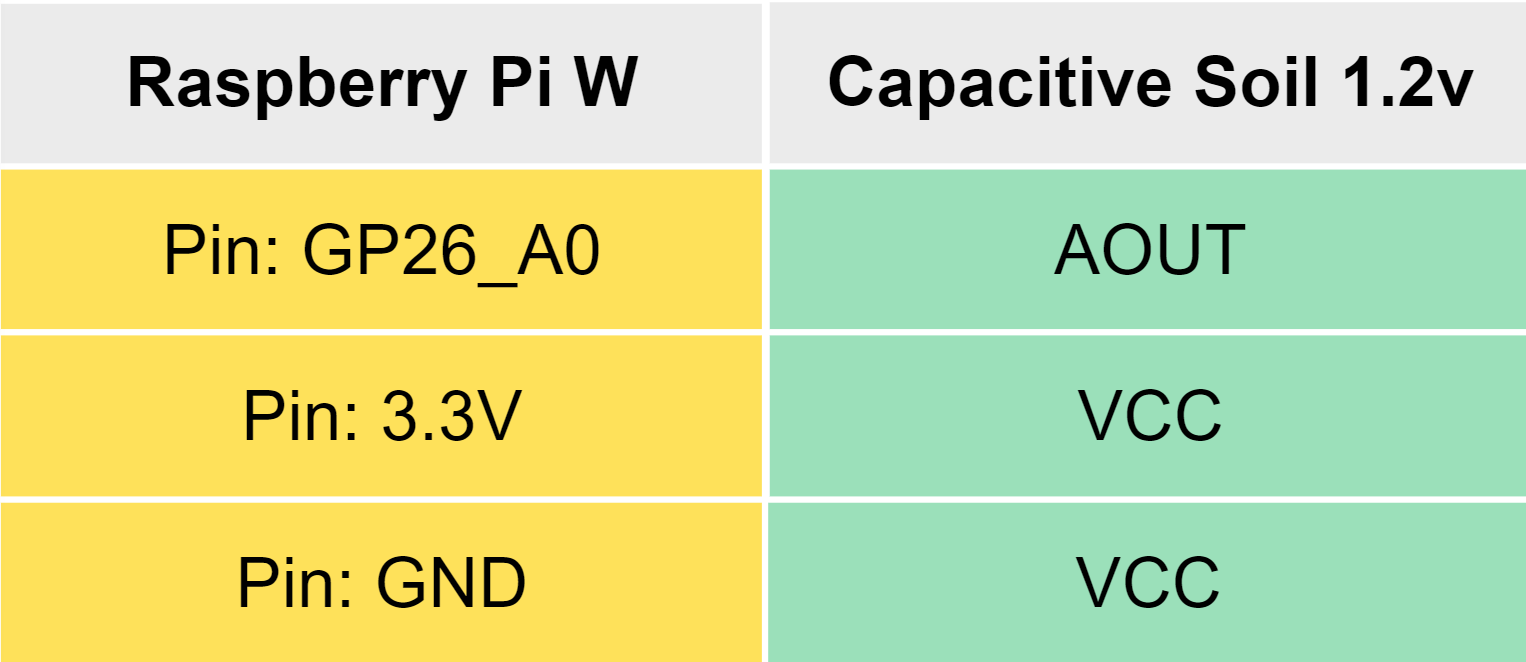 Raspberry Pi W
Capacitive Soil 1.2v
Pin: GP26_A0
AOUT
Pin: 3.3V
VCC
Pin: GND
VCC